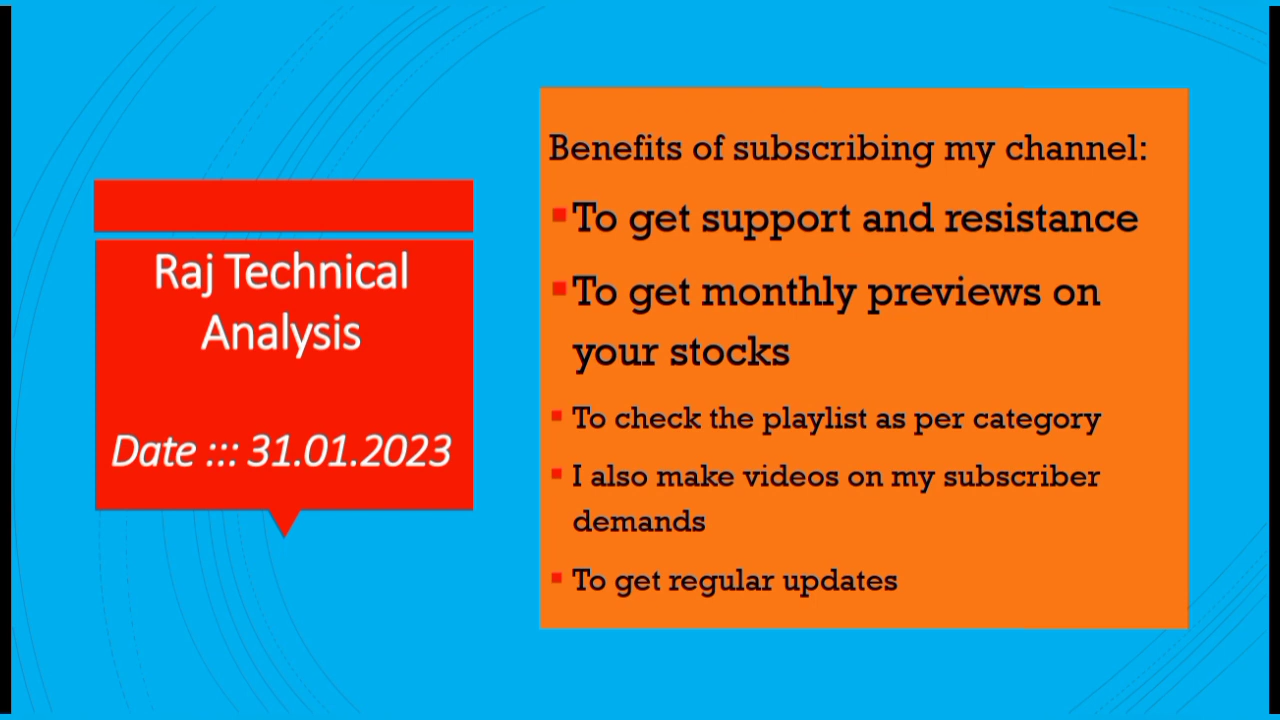 Raj Technical
Analysis
Date ::: 31.01.2023
Benefits of subscribing my channel:
▪To get support and resistance
▪To get monthly previews on
your stocks
▪ To check the playlist as per category
▪ I also make videos on my subscriber
demands
▪ To get regular updates